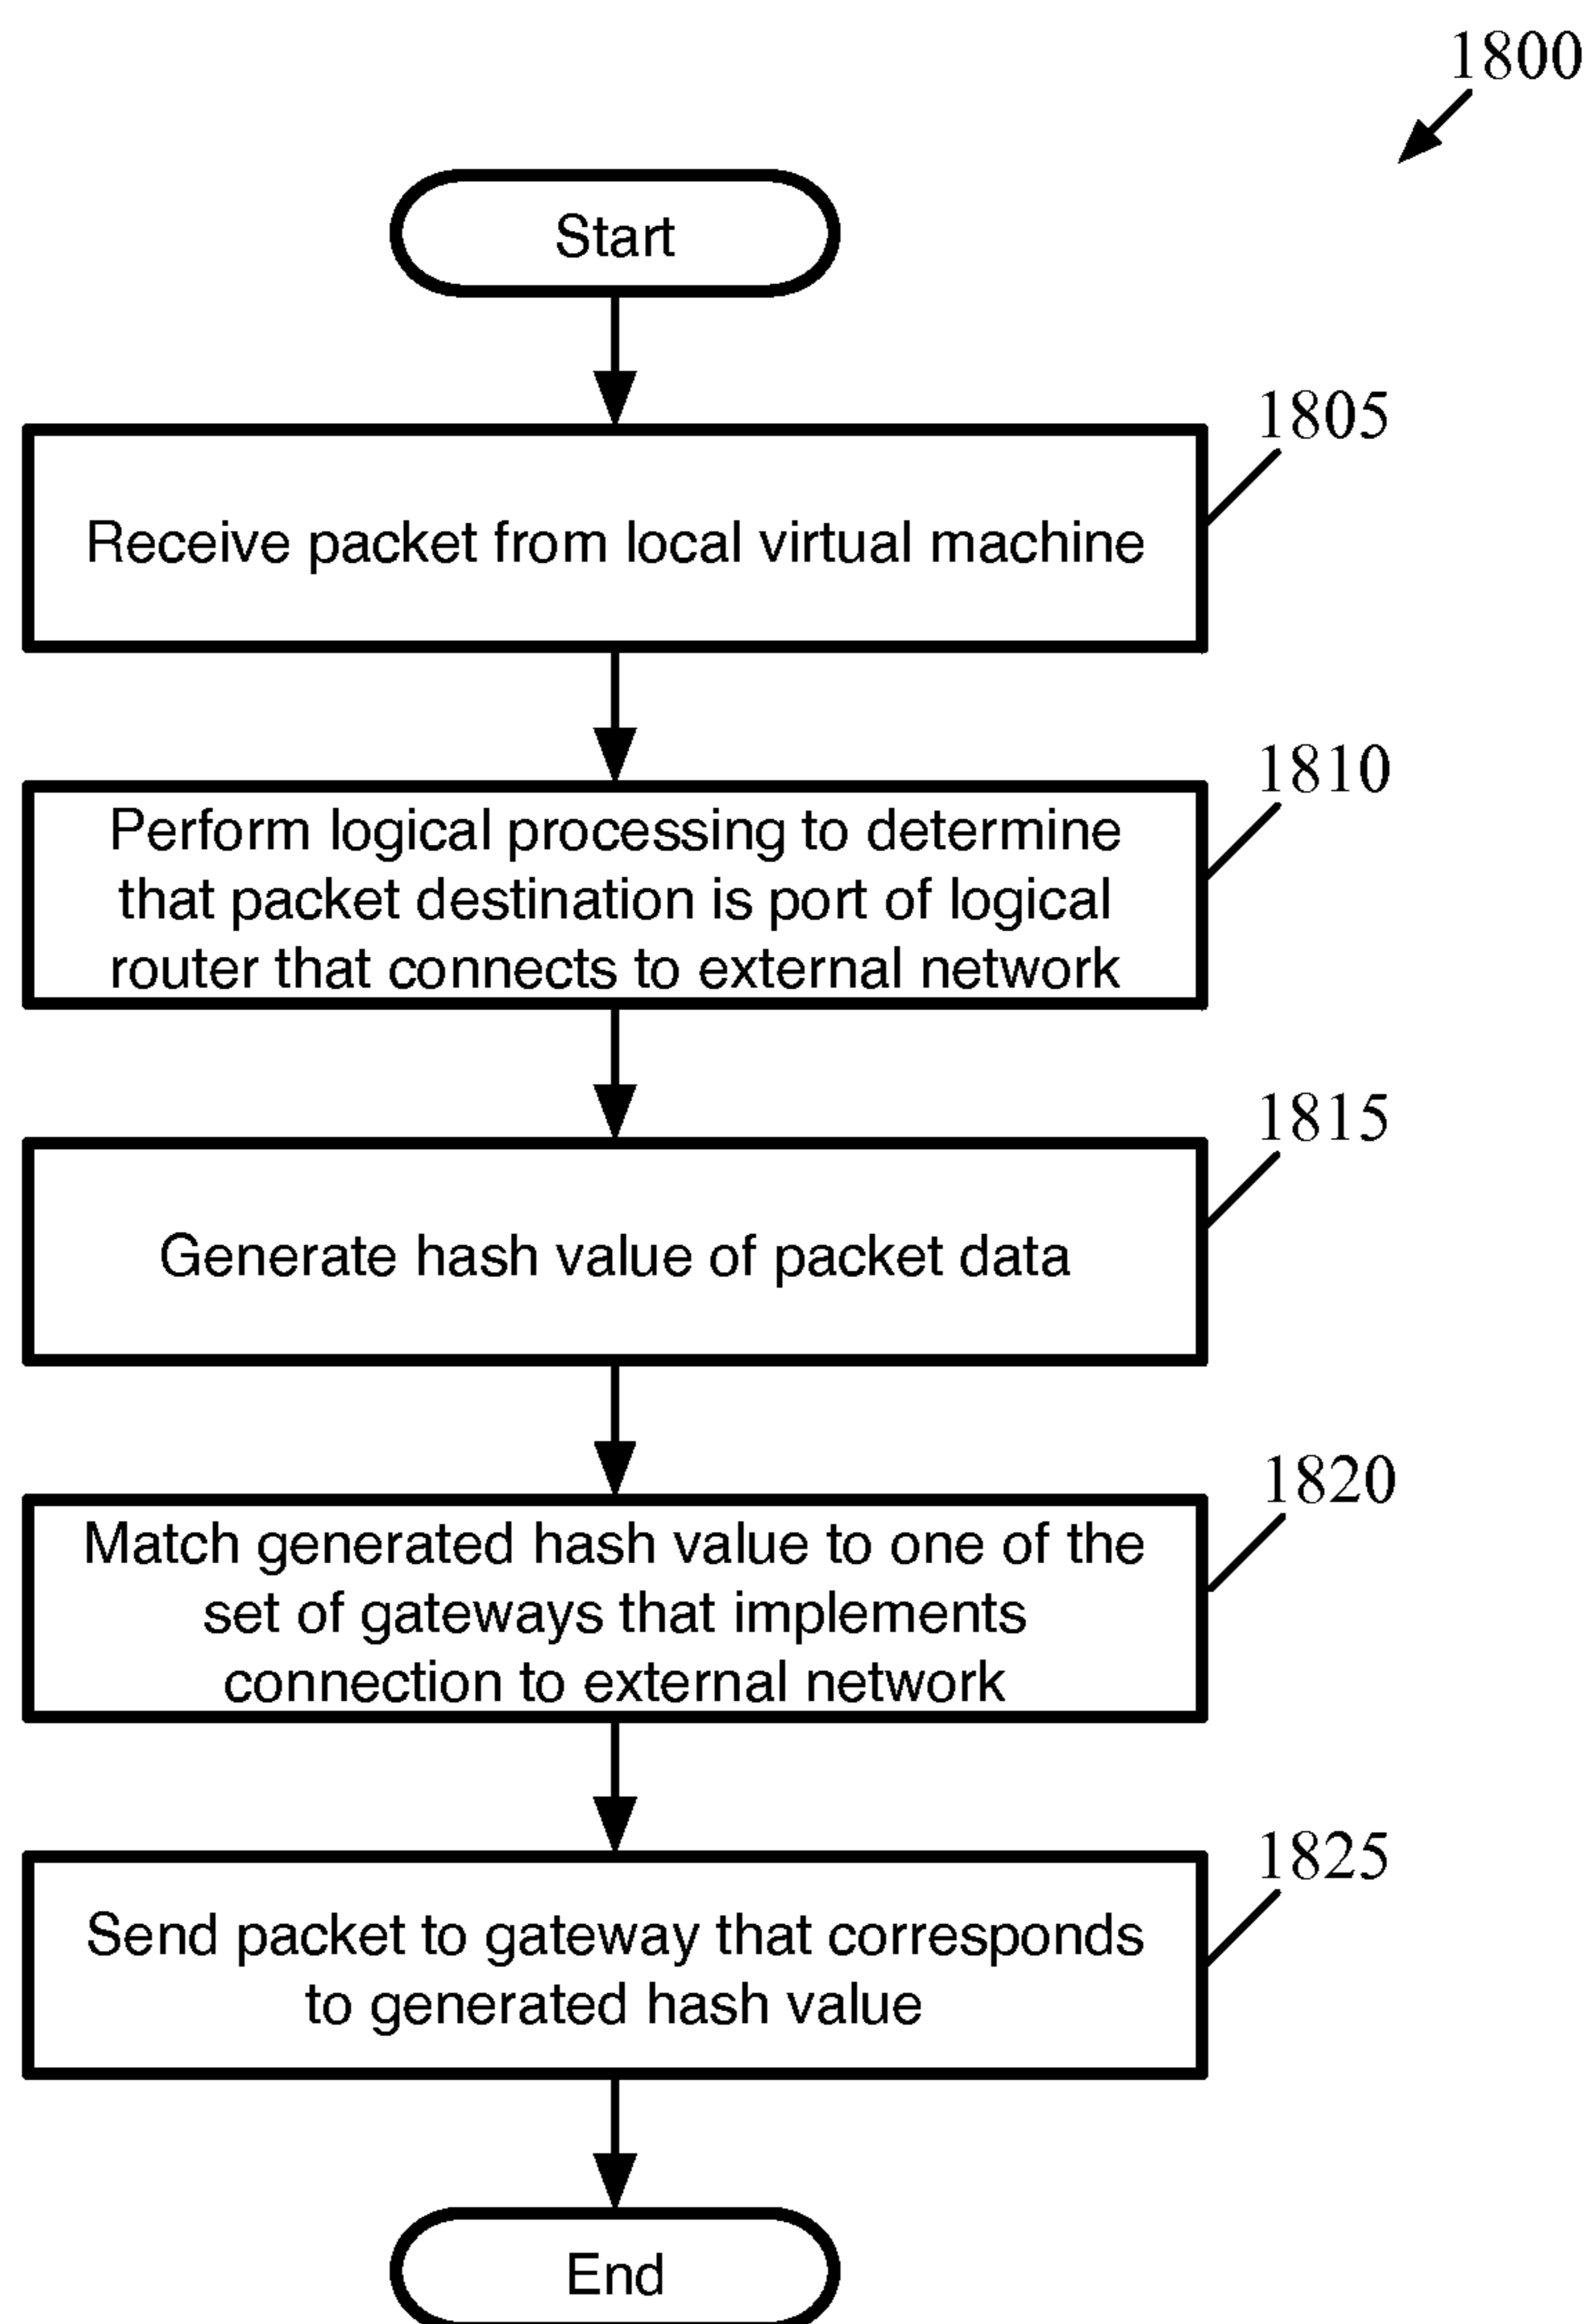 1800
Start
1805
Receive packet from local virtual machine
1810
Perform logical processing to determine
that packet destination is port of logical
router that connects to external network
1815
Generate hash value of packet data
1820
Match generated hash value to one of the
set of gateways that implements
connection to external network
1825
Send packet to gateway that corresponds
to generated hash value
End